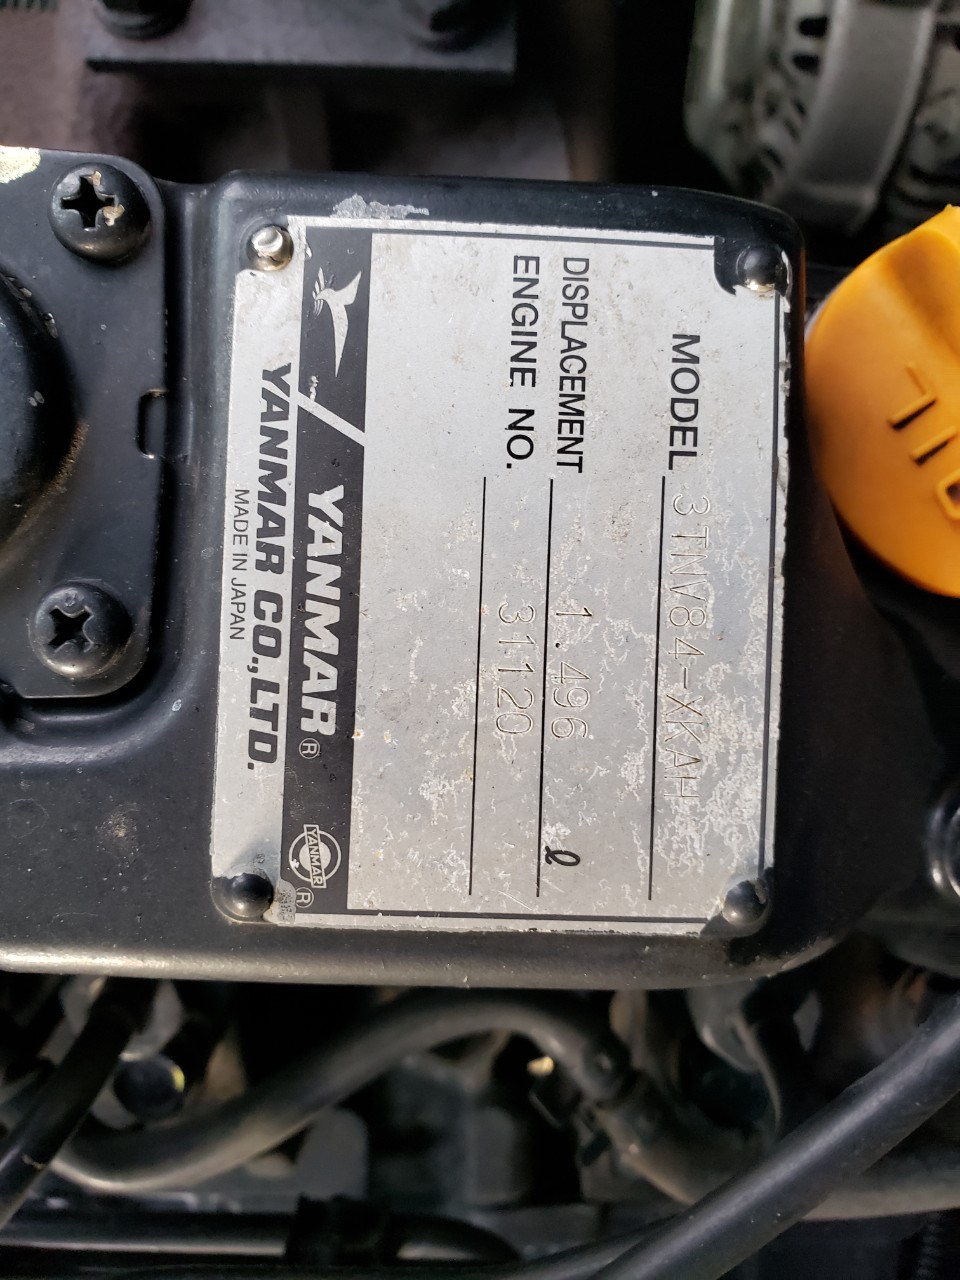 MODEL 3TNV84-XKAH
DISPLACEMENT 1.496 ℓ
ENGINE NO. 31120
YANMAR® YANMAR ®
YANMAR CO., LTD.
MADE IN JAPAN